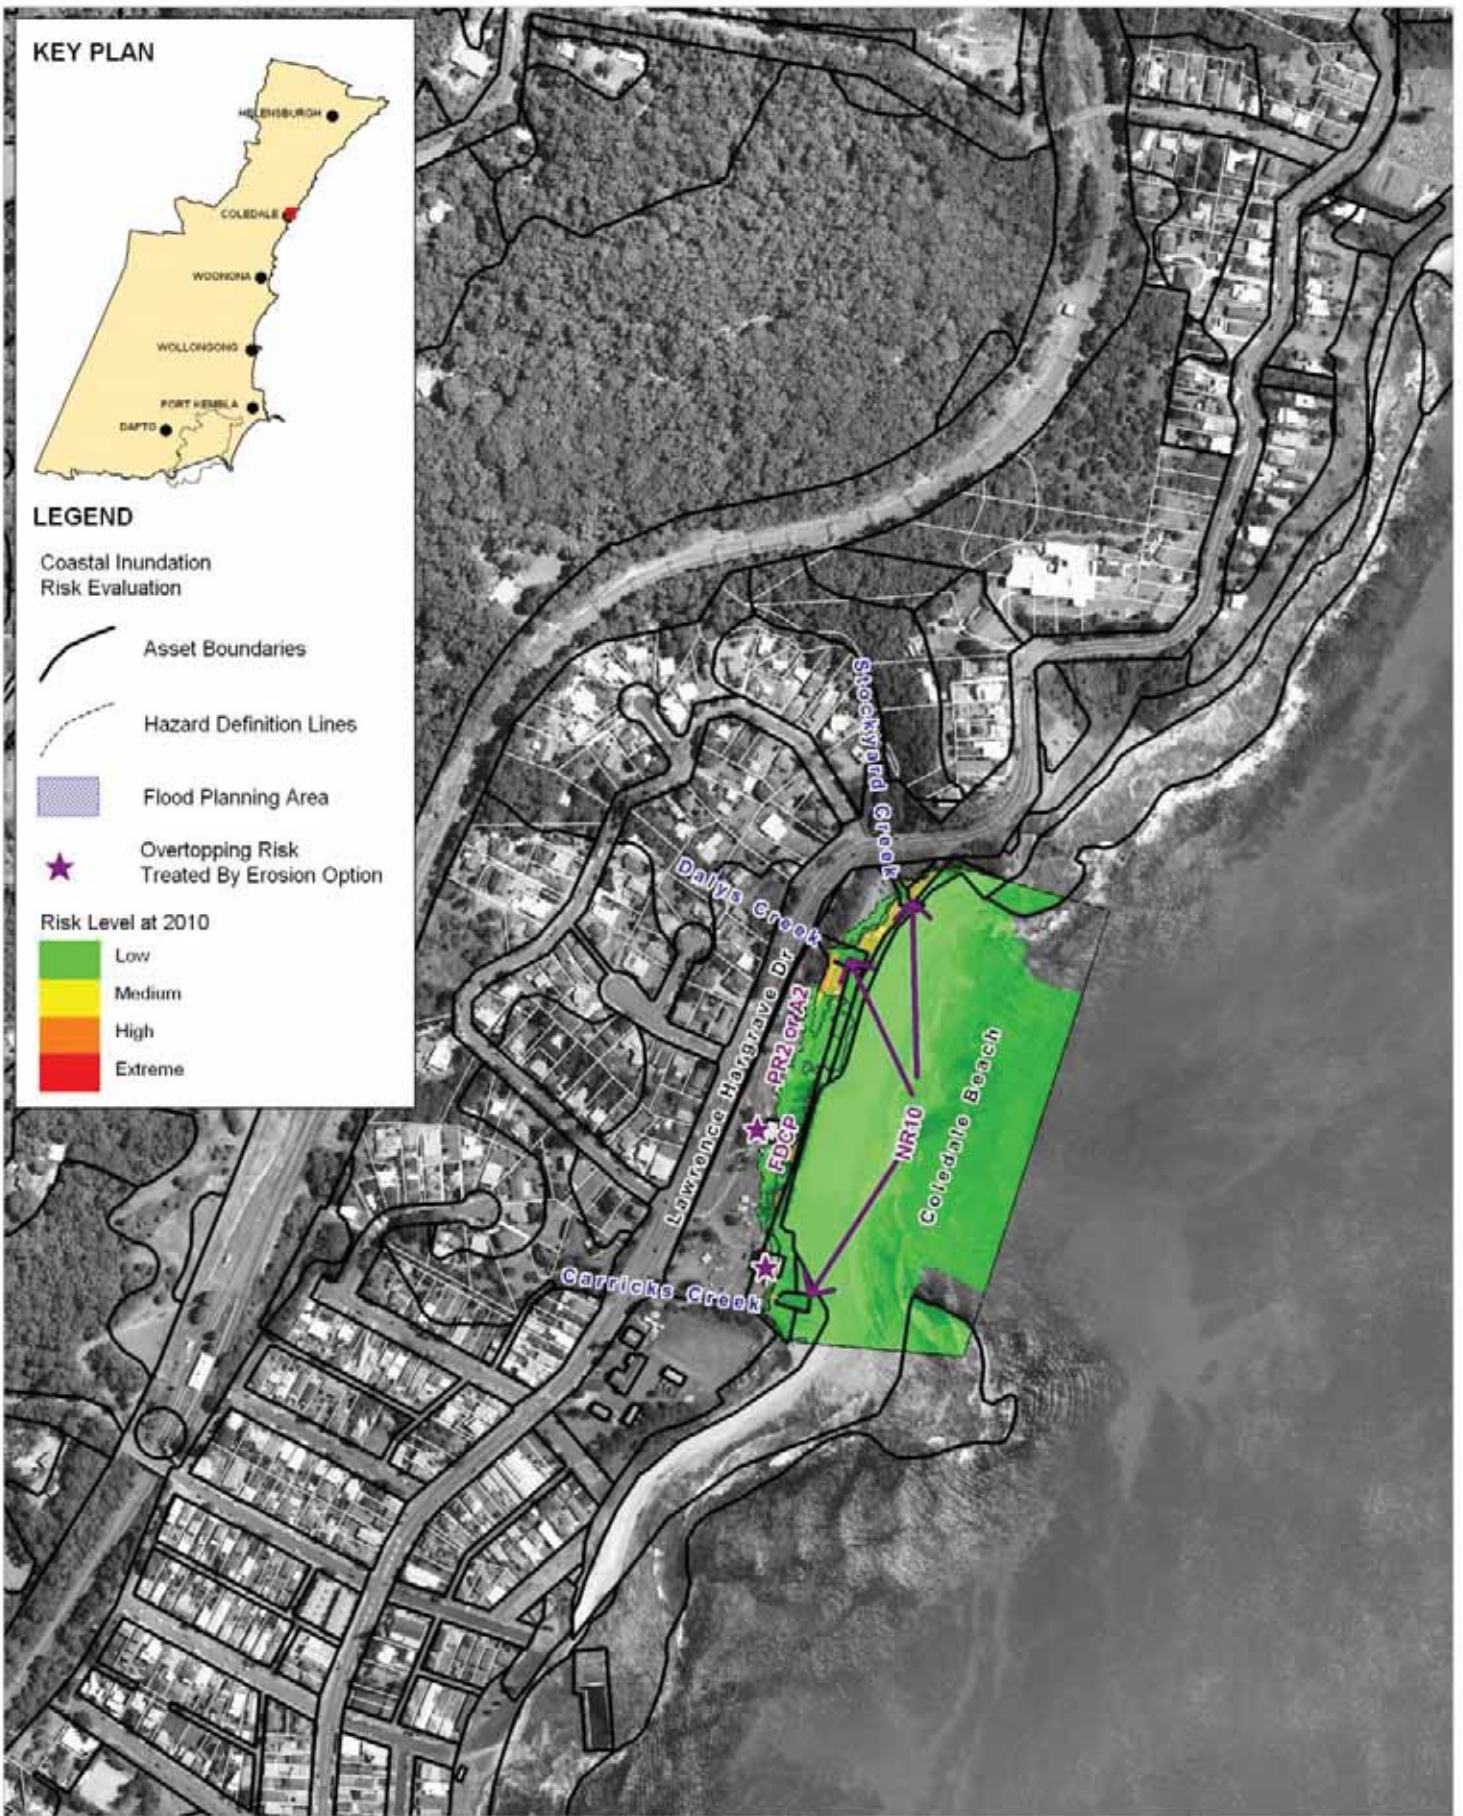 KEY PLAN
HELENSBURGH
COLEDALE
WOONONA
WOLLONGONG
PORT KEMBLA
DAPTO
LEGEND
Coastal Inundation
Risk Evaluation
Asset Boundaries
Hazard Definition Lines
Flood Planning Area
Overtopping Risk
Treated By Erosion Option
Risk Level at 2010
Low
Medium
High
Extreme
Stockyard Creek
Dalys Creek
Lawrence Hargrave Dr
PR2 or A2
FDCP
NR10
Coledale Beach
Carricks Creek